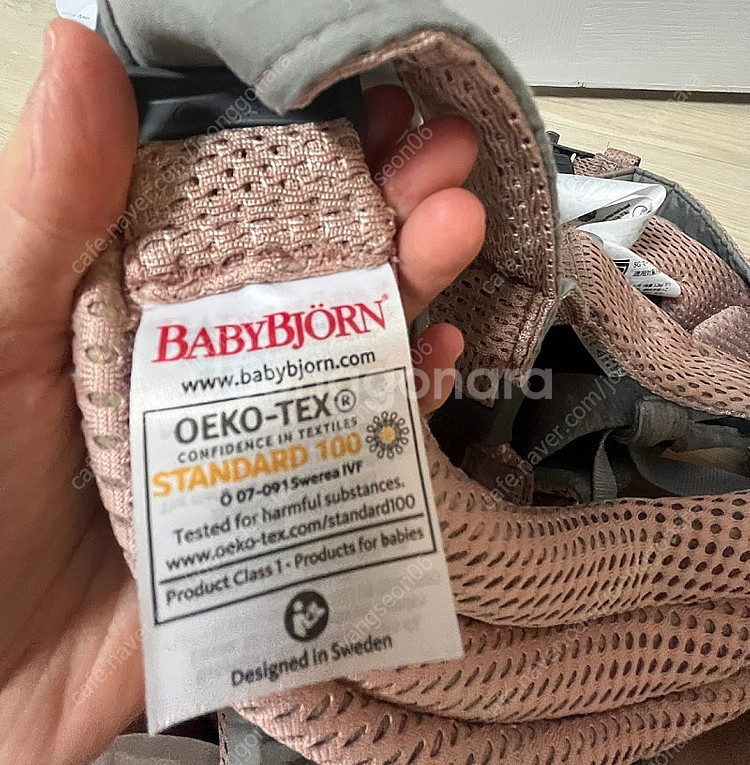 BABYBJÖRN®
www.babybjorn.com
OEKO-TEX®
CONFIDENCE IN TEXTILES
STANDARD 100
Ö 07-091 Swerea IVF
Tested for harmful substances.
www.oeko-tex.com/standard100
Product Class 1 - Products for babies
Designed in Sweden
joonggonara